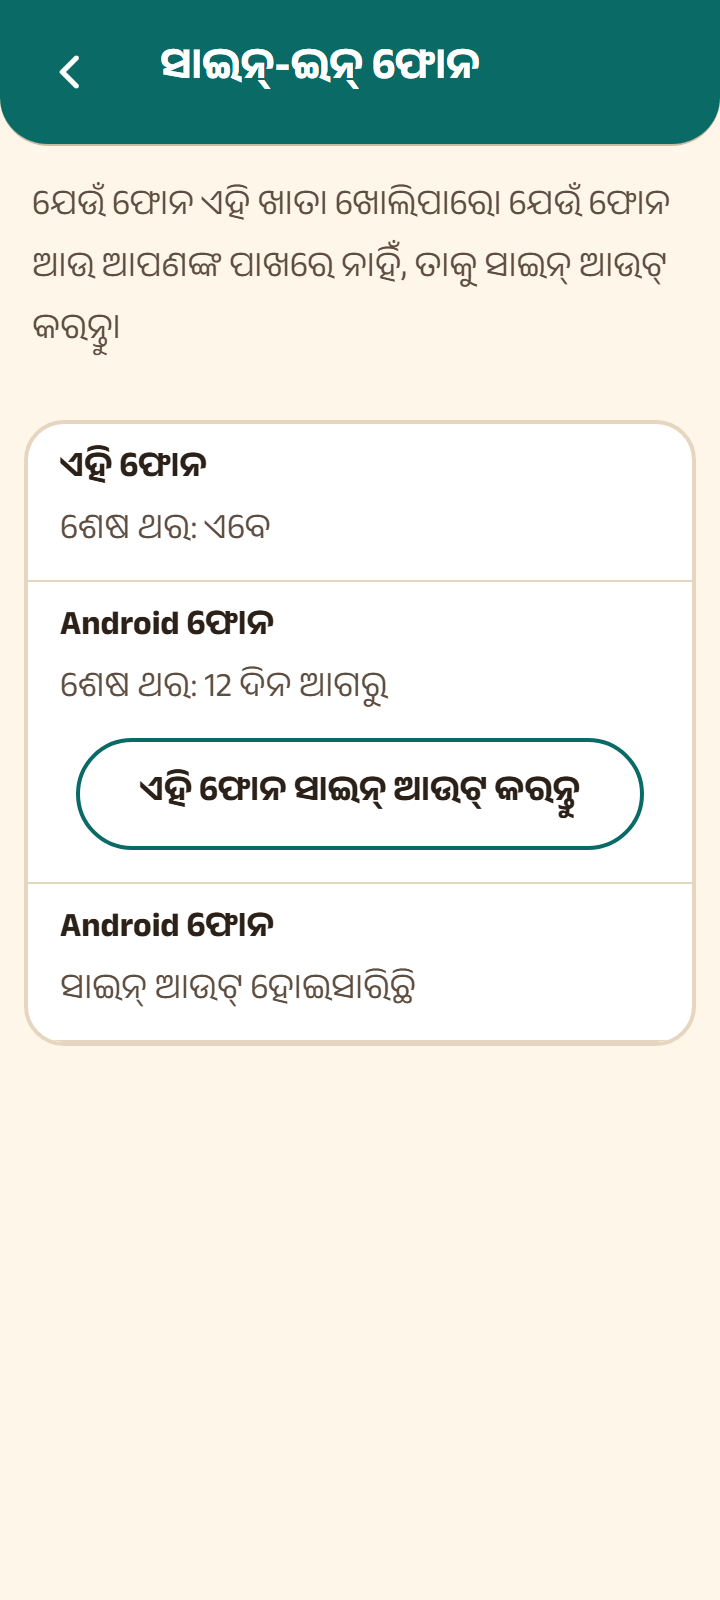 ସାଇନ୍-ଇନ୍ ଫୋନ
ଯେଉଁ ଫୋନ ଏହି ଖାତା ଖୋଲିପାରେ। ଯେଉଁ ଫୋନ
ଆଉ ଆପଣଙ୍କ ପାଖରେ ନାହିଁ, ତାକୁ ସାଇନ୍ ଆଉଟ୍
କରନ୍ତୁ।
ଏହି ଫୋନ
ଶେଷ ଥର: ଏବେ
Android ଫୋନ
ଶେଷ ଥର: 12 ଦିନ ଆଗରୁ
ଏହି ଫୋନ ସାଇନ୍ ଆଉଟ୍ କରନ୍ତୁ
Android ଫୋନ
ସାଇନ୍ ଆଉଟ୍ ହୋଇସାରିଛି